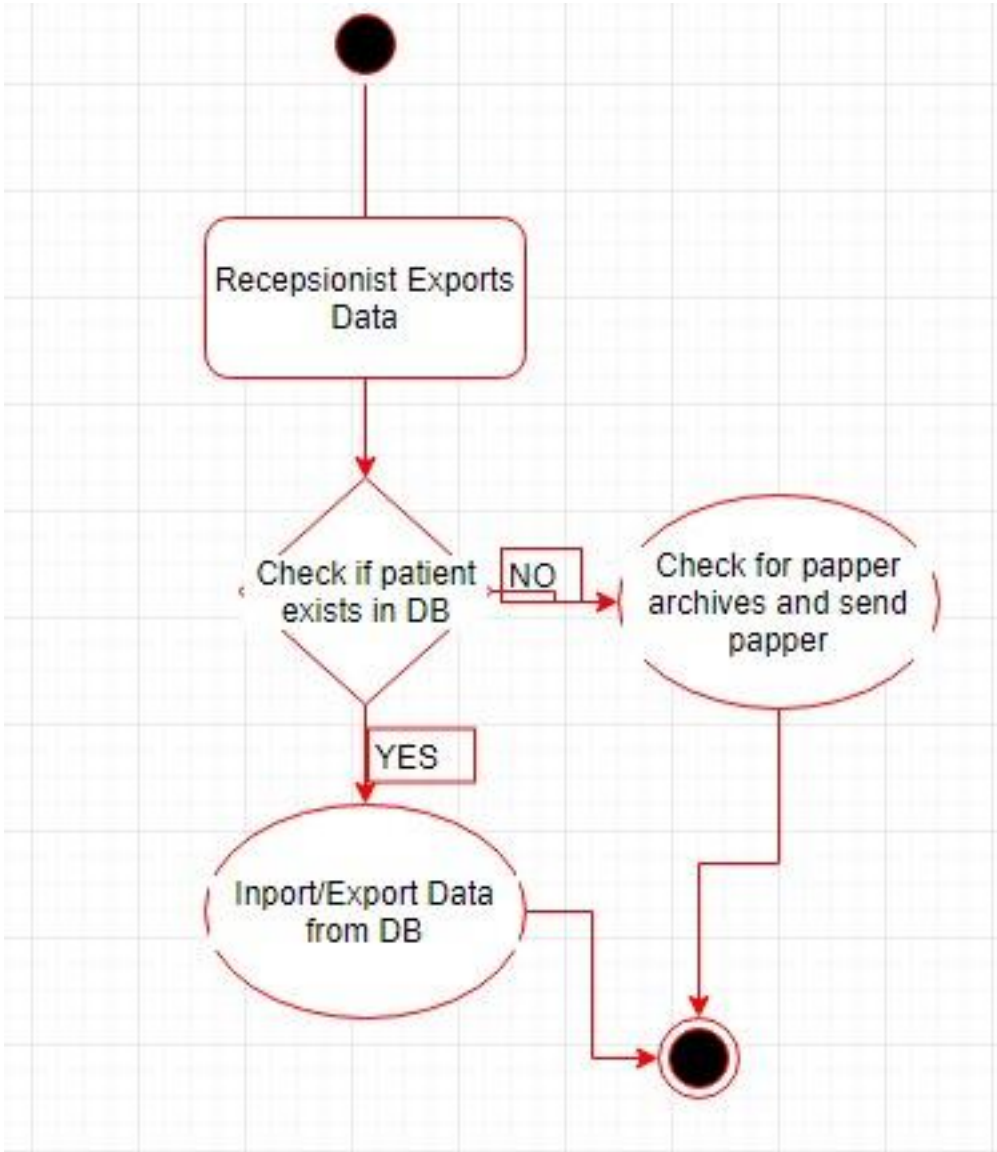 Recepsionist Exports
Data
Check if patient
exists in DB
NO
Check for papper
archives and send
papper
YES
Inport/Export Data
from DB